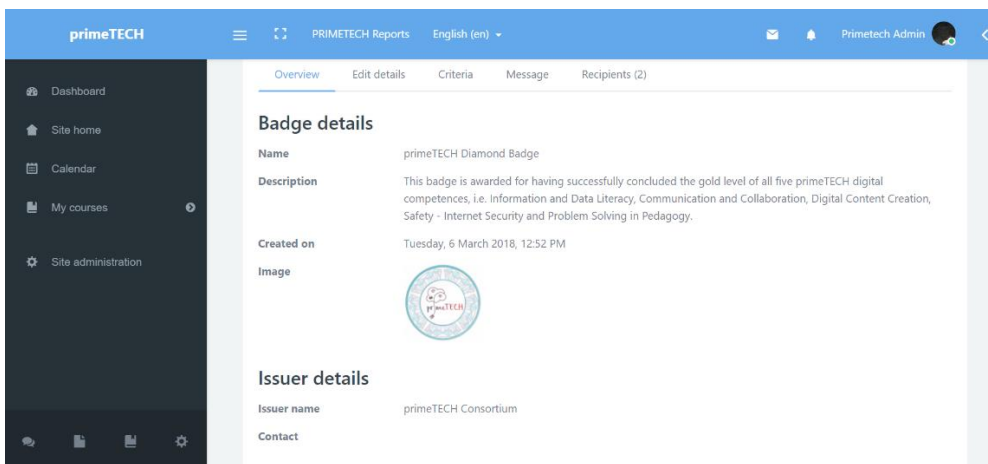 primeTECH
PRIMETECH Reports
English (en)
Primetech Admin
Dashboard
Site home
Calendar
My courses
Site administration
Overview
Edit details
Criteria
Message
Recipients (2)
Badge details
Name
primeTECH Diamond Badge
Description
This badge is awarded for having successfully concluded the gold level of all five primeTECH digital
competences, i.e. Information and Data Literacy, Communication and Collaboration, Digital Content Creation,
Safety - Internet Security and Problem Solving in Pedagogy.
Created on
Tuesday, 6 March 2018, 12:52 PM
Image
primeTECH
Issuer details
Issuer name
primeTECH Consortium
Contact